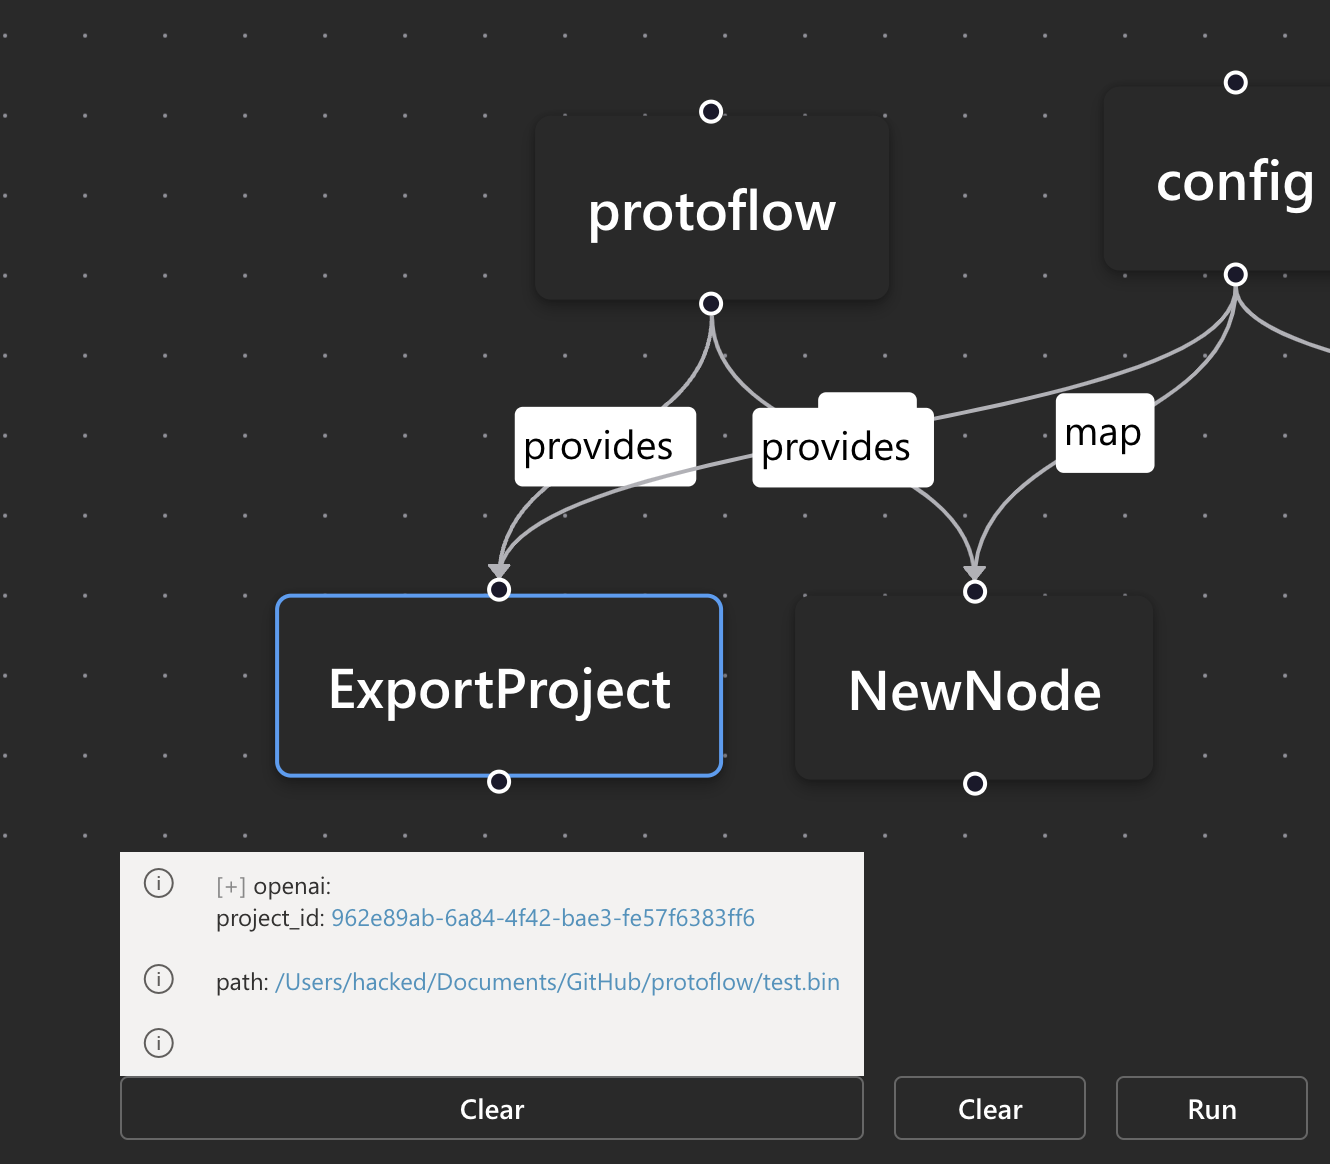 protoflow
config
provides
provides
map
ExportProject
NewNode
[+] openai:
project_id: 962e89ab-6a84-4f42-bae3-fe57f6383ff6
path: /Users/hacked/Documents/GitHub/protoflow/test.bin
Clear
Clear
Run